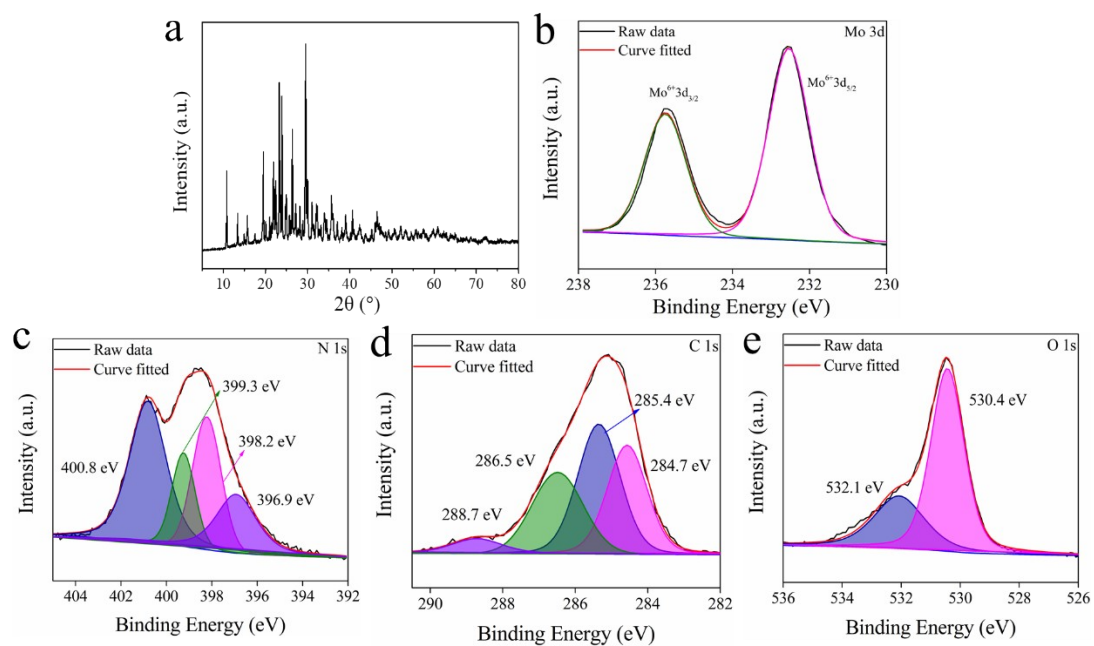 a
Intensity (a.u.)
10 20 30 40 50 60 70 80
2θ (°)
b
Raw data
Curve fitted
Mo 3d
Mo⁶⁺3d₃/₂
Mo⁶⁺3d₅/₂
Intensity (a.u.)
238 236 234 232 230
Binding Energy (eV)
c
Raw data
Curve fitted
N 1s
399.3 eV
398.2 eV
400.8 eV
396.9 eV
Intensity (a.u.)
404 402 400 398 396 394 392
Binding Energy (eV)
d
Raw data
Curve fitted
C 1s
285.4 eV
286.5 eV
284.7 eV
288.7 eV
Intensity (a.u.)
290 288 286 284 282
Binding Energy (eV)
e
Raw data
Curve fitted
O 1s
530.4 eV
532.1 eV
Intensity (a.u.)
536 534 532 530 528 526
Binding Energy (eV)